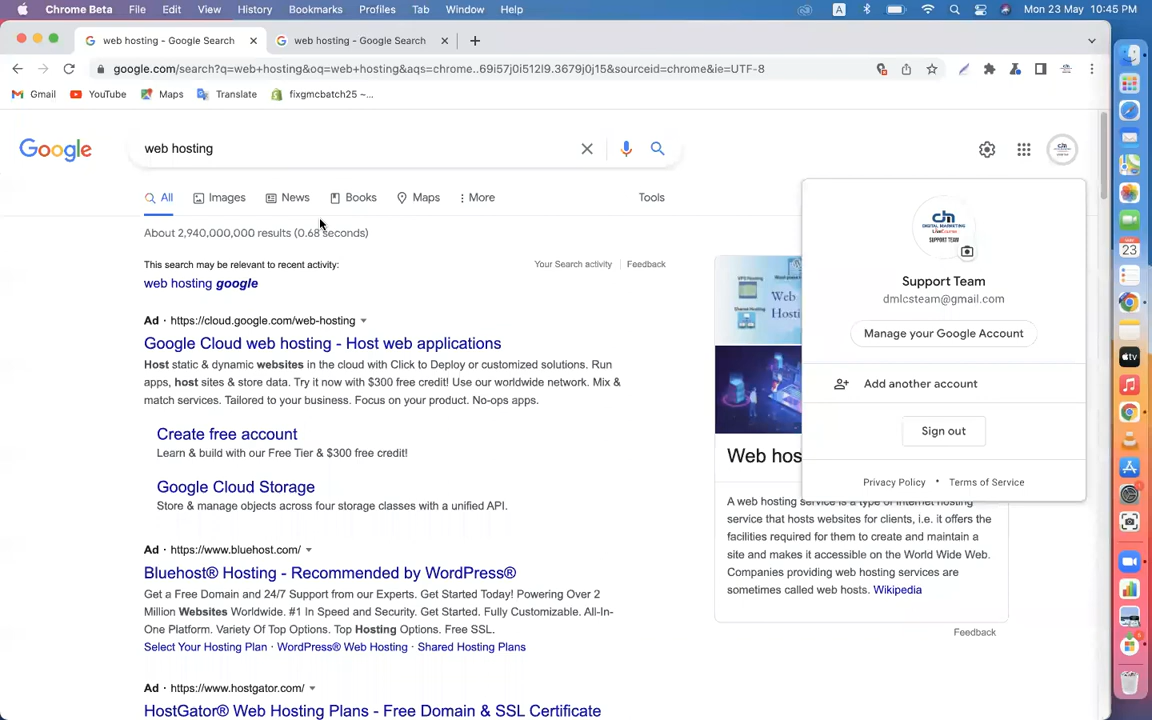 Chrome Beta File Edit View History Bookmarks Profiles Tab Window Help
A Mon 23 May 10:45 PM
web hosting - Google Search
web hosting - Google Search
google.com/search?q=web+hosting&oq=web+hosting&aqs=chrome..69i57j0i512l9.3679j0j15&sourceid=chrome&ie=UTF-8
Gmail YouTube Maps Translate fixgmcbatch25 – ...
Google
web hosting
All Images News Books Maps More Tools
About 2,940,000,000 results (0.68 seconds)
This search may be relevant to recent activity: Your Search activity Feedback
web hosting google
Ad · https://cloud.google.com/web-hosting
Google Cloud web hosting - Host web applications
Host static & dynamic websites in the cloud with Click to Deploy or customized solutions. Run
apps, host sites & store data. Try it now with $300 free credit! Use our worldwide network. Mix &
match services. Tailored to your business. Focus on your product. No-ops apps.
Create free account
Learn & build with our Free Tier & $300 free credit!
Google Cloud Storage
Store & manage objects across four storage classes with a unified API.
Ad · https://www.bluehost.com/
Bluehost® Hosting - Recommended by WordPress®
Get a Free Domain and 24/7 Support from our Experts. Get Started Today! Powering Over 2
Million Websites Worldwide. #1 In Speed and Security. Get Started. Fully Customizable. All-In-
One Platform. Variety Of Top Options. Top Hosting Options. Free SSL.
Select Your Hosting Plan · WordPress® Web Hosting · Shared Hosting Plans
Ad · https://www.hostgator.com/
HostGator® Web Hosting Plans - Free Domain & SSL Certificate
dm
DIGITAL MARKETING
SUPPORT TEAM
Support Team
dmlcsteam@gmail.com
Manage your Google Account
Add another account
Sign out
Privacy Policy • Terms of Service
Web
Hosti
Web hos
A web hosting service is a type of Internet hosting
service that hosts websites for clients, i.e. it offers the
facilities required for them to create and maintain a
site and makes it accessible on the World Wide Web.
Companies providing web hosting services are
sometimes called web hosts. Wikipedia
Feedback
23
tv